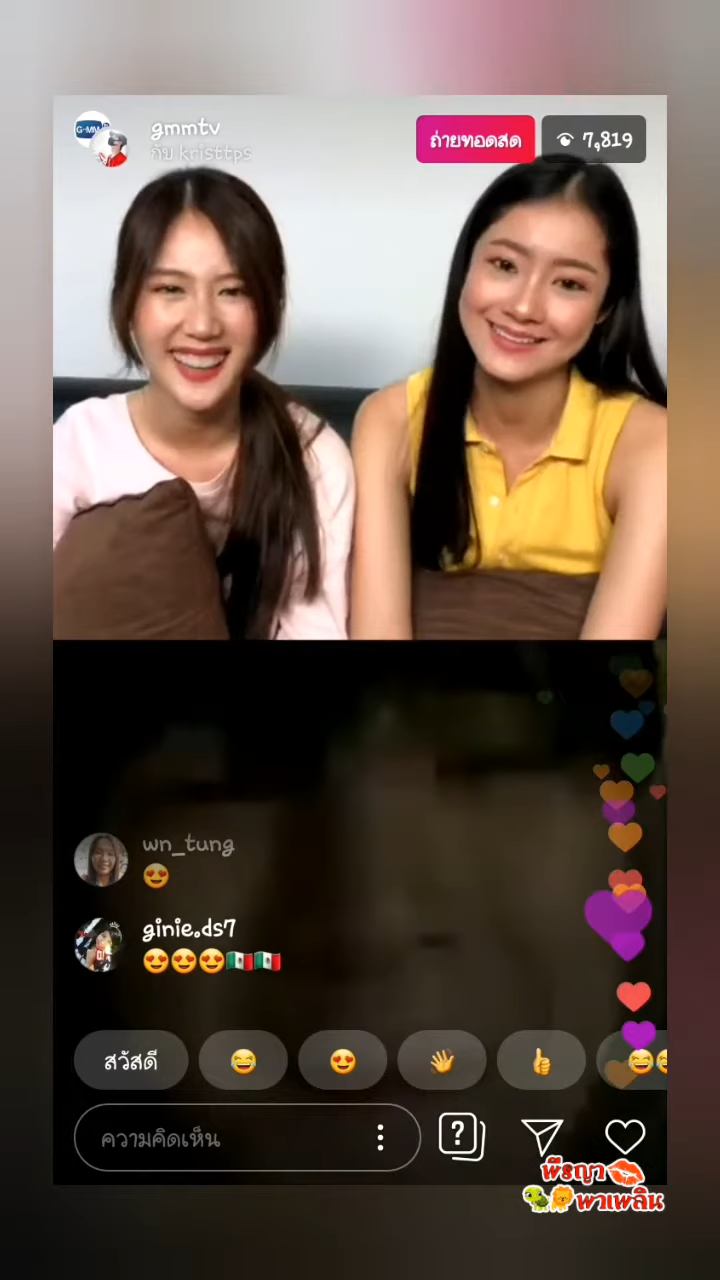 G-MM
gmmtv
กับ kristtps
ถ่ายทอดสด
7,819
wn_tung
😍
ginie.ds7
😍😍😍🇲🇽🇲🇽
สวัสดี 😂 😍 👋 👍 😂
ความคิดเห็น
?
พีรญา💋
พาเพลิน